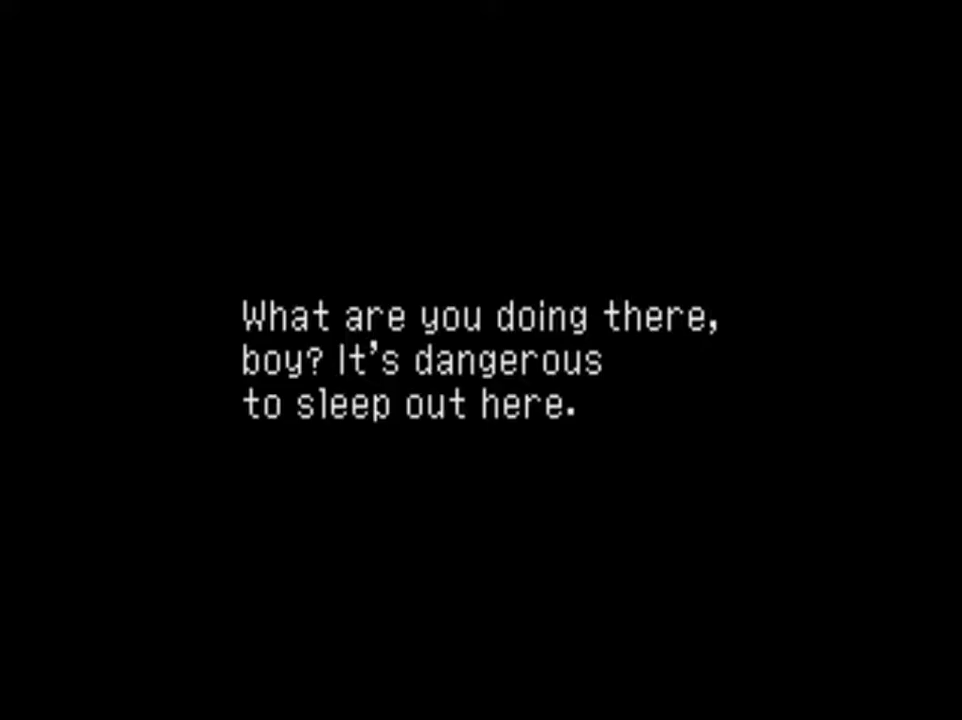 What are you doing there,
boy? It's dangerous
to sleep out here.